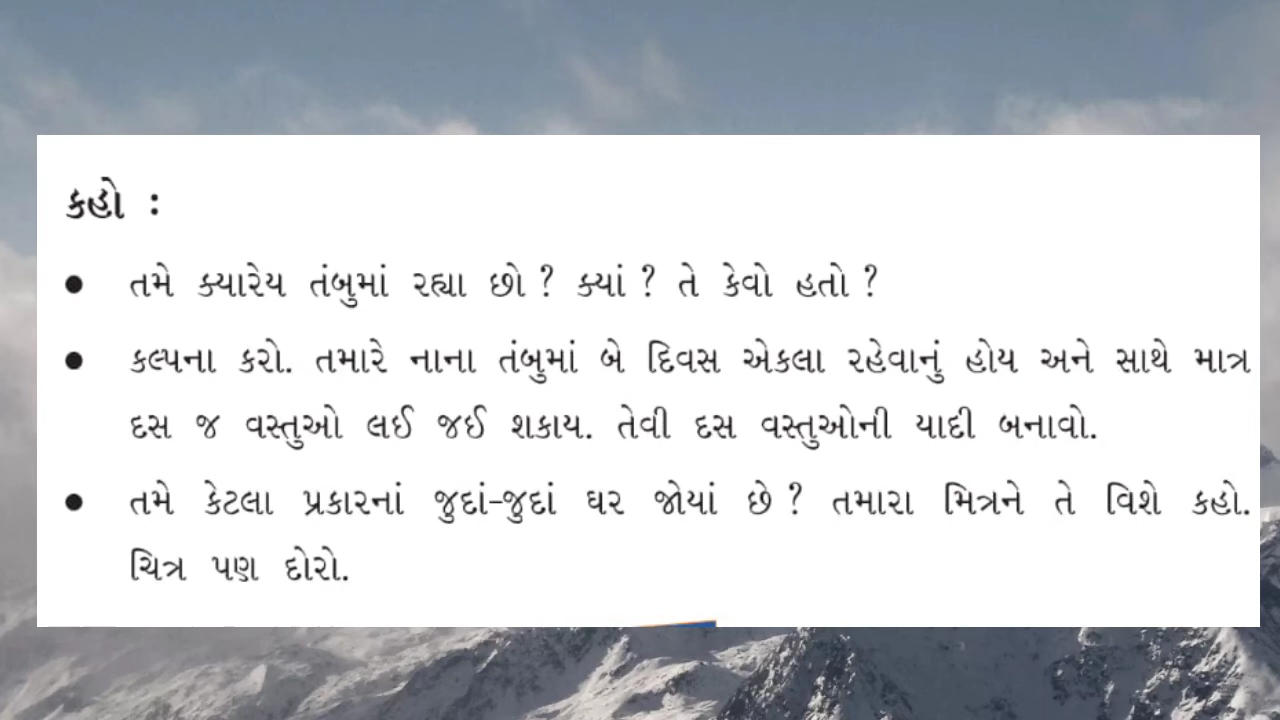 કહો :
● તમે ક્યારેય તંબુમાં રહ્યા છો ? ક્યાં ? તે કેવો હતો ?
● કલ્પના કરો. તમારે નાના તંબુમાં બે દિવસ એકલા રહેવાનું હોય અને સાથે માત્ર
દસ જ વસ્તુઓ લઈ જઈ શકાય. તેવી દસ વસ્તુઓની યાદી બનાવો.
● તમે કેટલા પ્રકારનાં જુદાં-જુદાં ઘર જોયાં છે ? તમારા મિત્રને તે વિશે કહો.
ચિત્ર પણ દોરો.